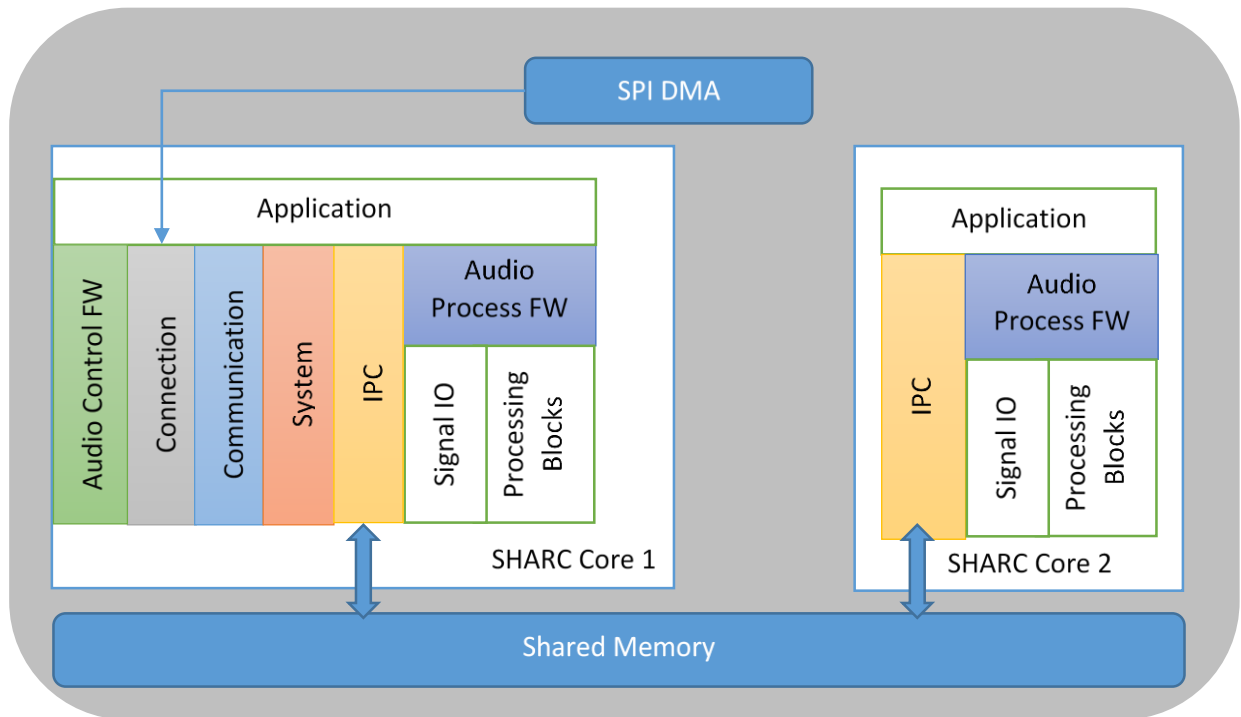 SPI DMA
Application
Audio Control FW
Connection
Communication
System
IPC
Audio
Process FW
Signal IO
Processing
Blocks
SHARC Core 1
Application
IPC
Audio
Process FW
Signal IO
Processing
Blocks
SHARC Core 2
Shared Memory